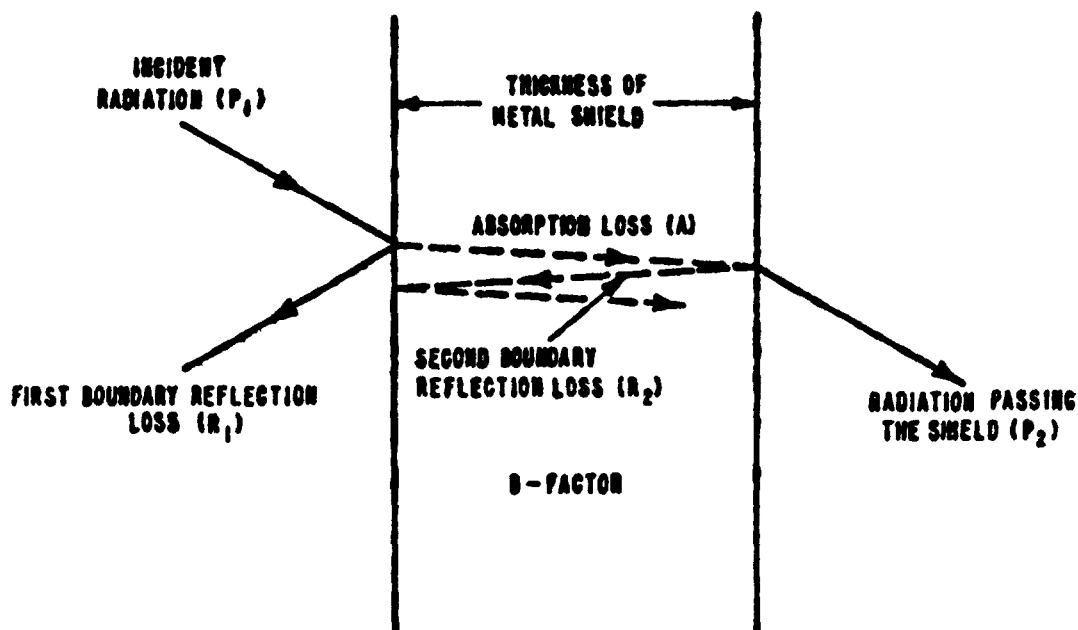 INCIDENT
RADIATION (P₁)
THICKNESS OF
METAL SHIELD
ABSORPTION LOSS (A)
SECOND BOUNDARY
REFLECTION LOSS (R₂)
FIRST BOUNDARY REFLECTION
LOSS (R₁)
RADIATION PASSING
THE SHIELD (P₂)
B-FACTOR